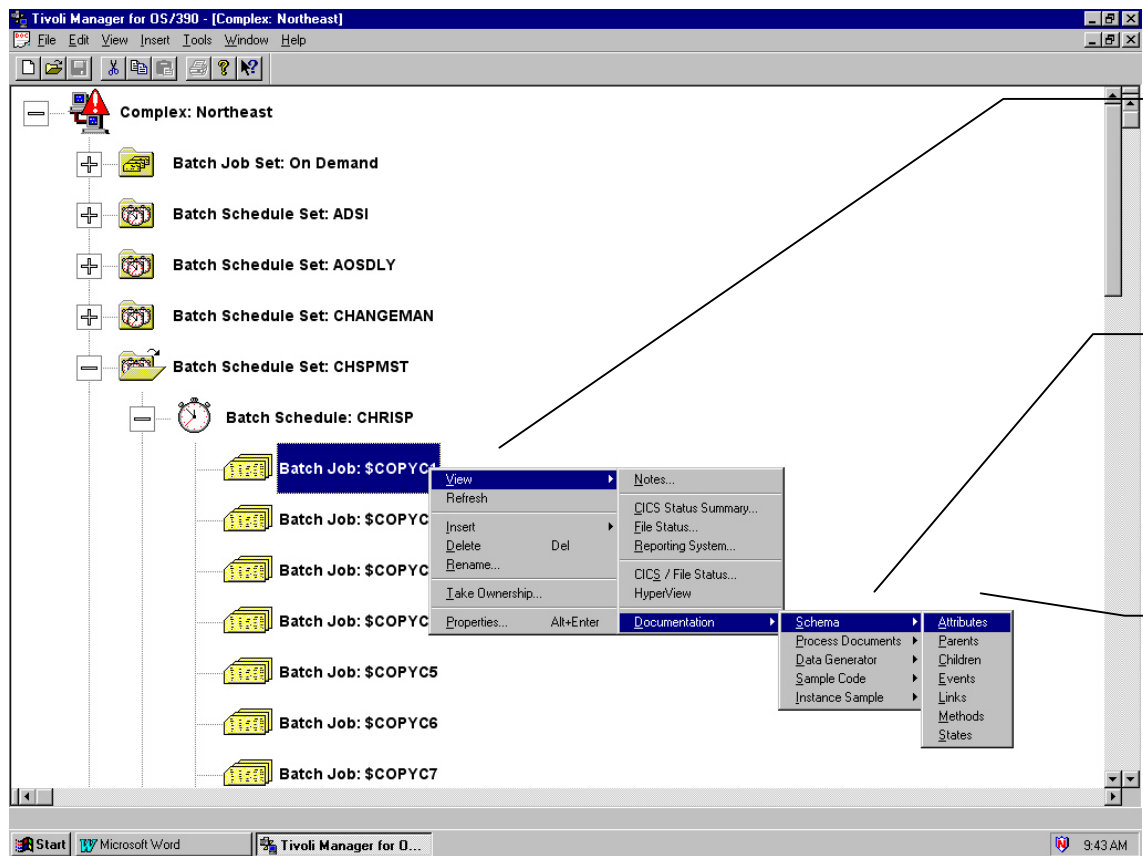 Tivoli Manager for OS/390 - [Complex: Northeast]
File Edit View Insert Tools Window Help
Complex: Northeast
Batch Job Set: On Demand
Batch Schedule Set: ADSI
Batch Schedule Set: AOSDLY
Batch Schedule Set: CHANGEMAN
Batch Schedule Set: CHSPMST
Batch Schedule: CHRISP
Batch Job: $COPYC1
Batch Job: $COPYC
Batch Job: $COPYC
Batch Job: $COPYC
Batch Job: $COPYC5
Batch Job: $COPYC6
Batch Job: $COPYC7
View
Refresh
Insert
Delete Del
Rename...
Take Ownership...
Properties... Alt+Enter
Notes...
CICS Status Summary...
File Status...
Reporting System...
CICS / File Status...
HyperView
Documentation
Schema
Process Documents
Data Generator
Sample Code
Instance Sample
Attributes
Parents
Children
Events
Links
Methods
States
Start Microsoft Word Tivoli Manager for O... 9:43 AM